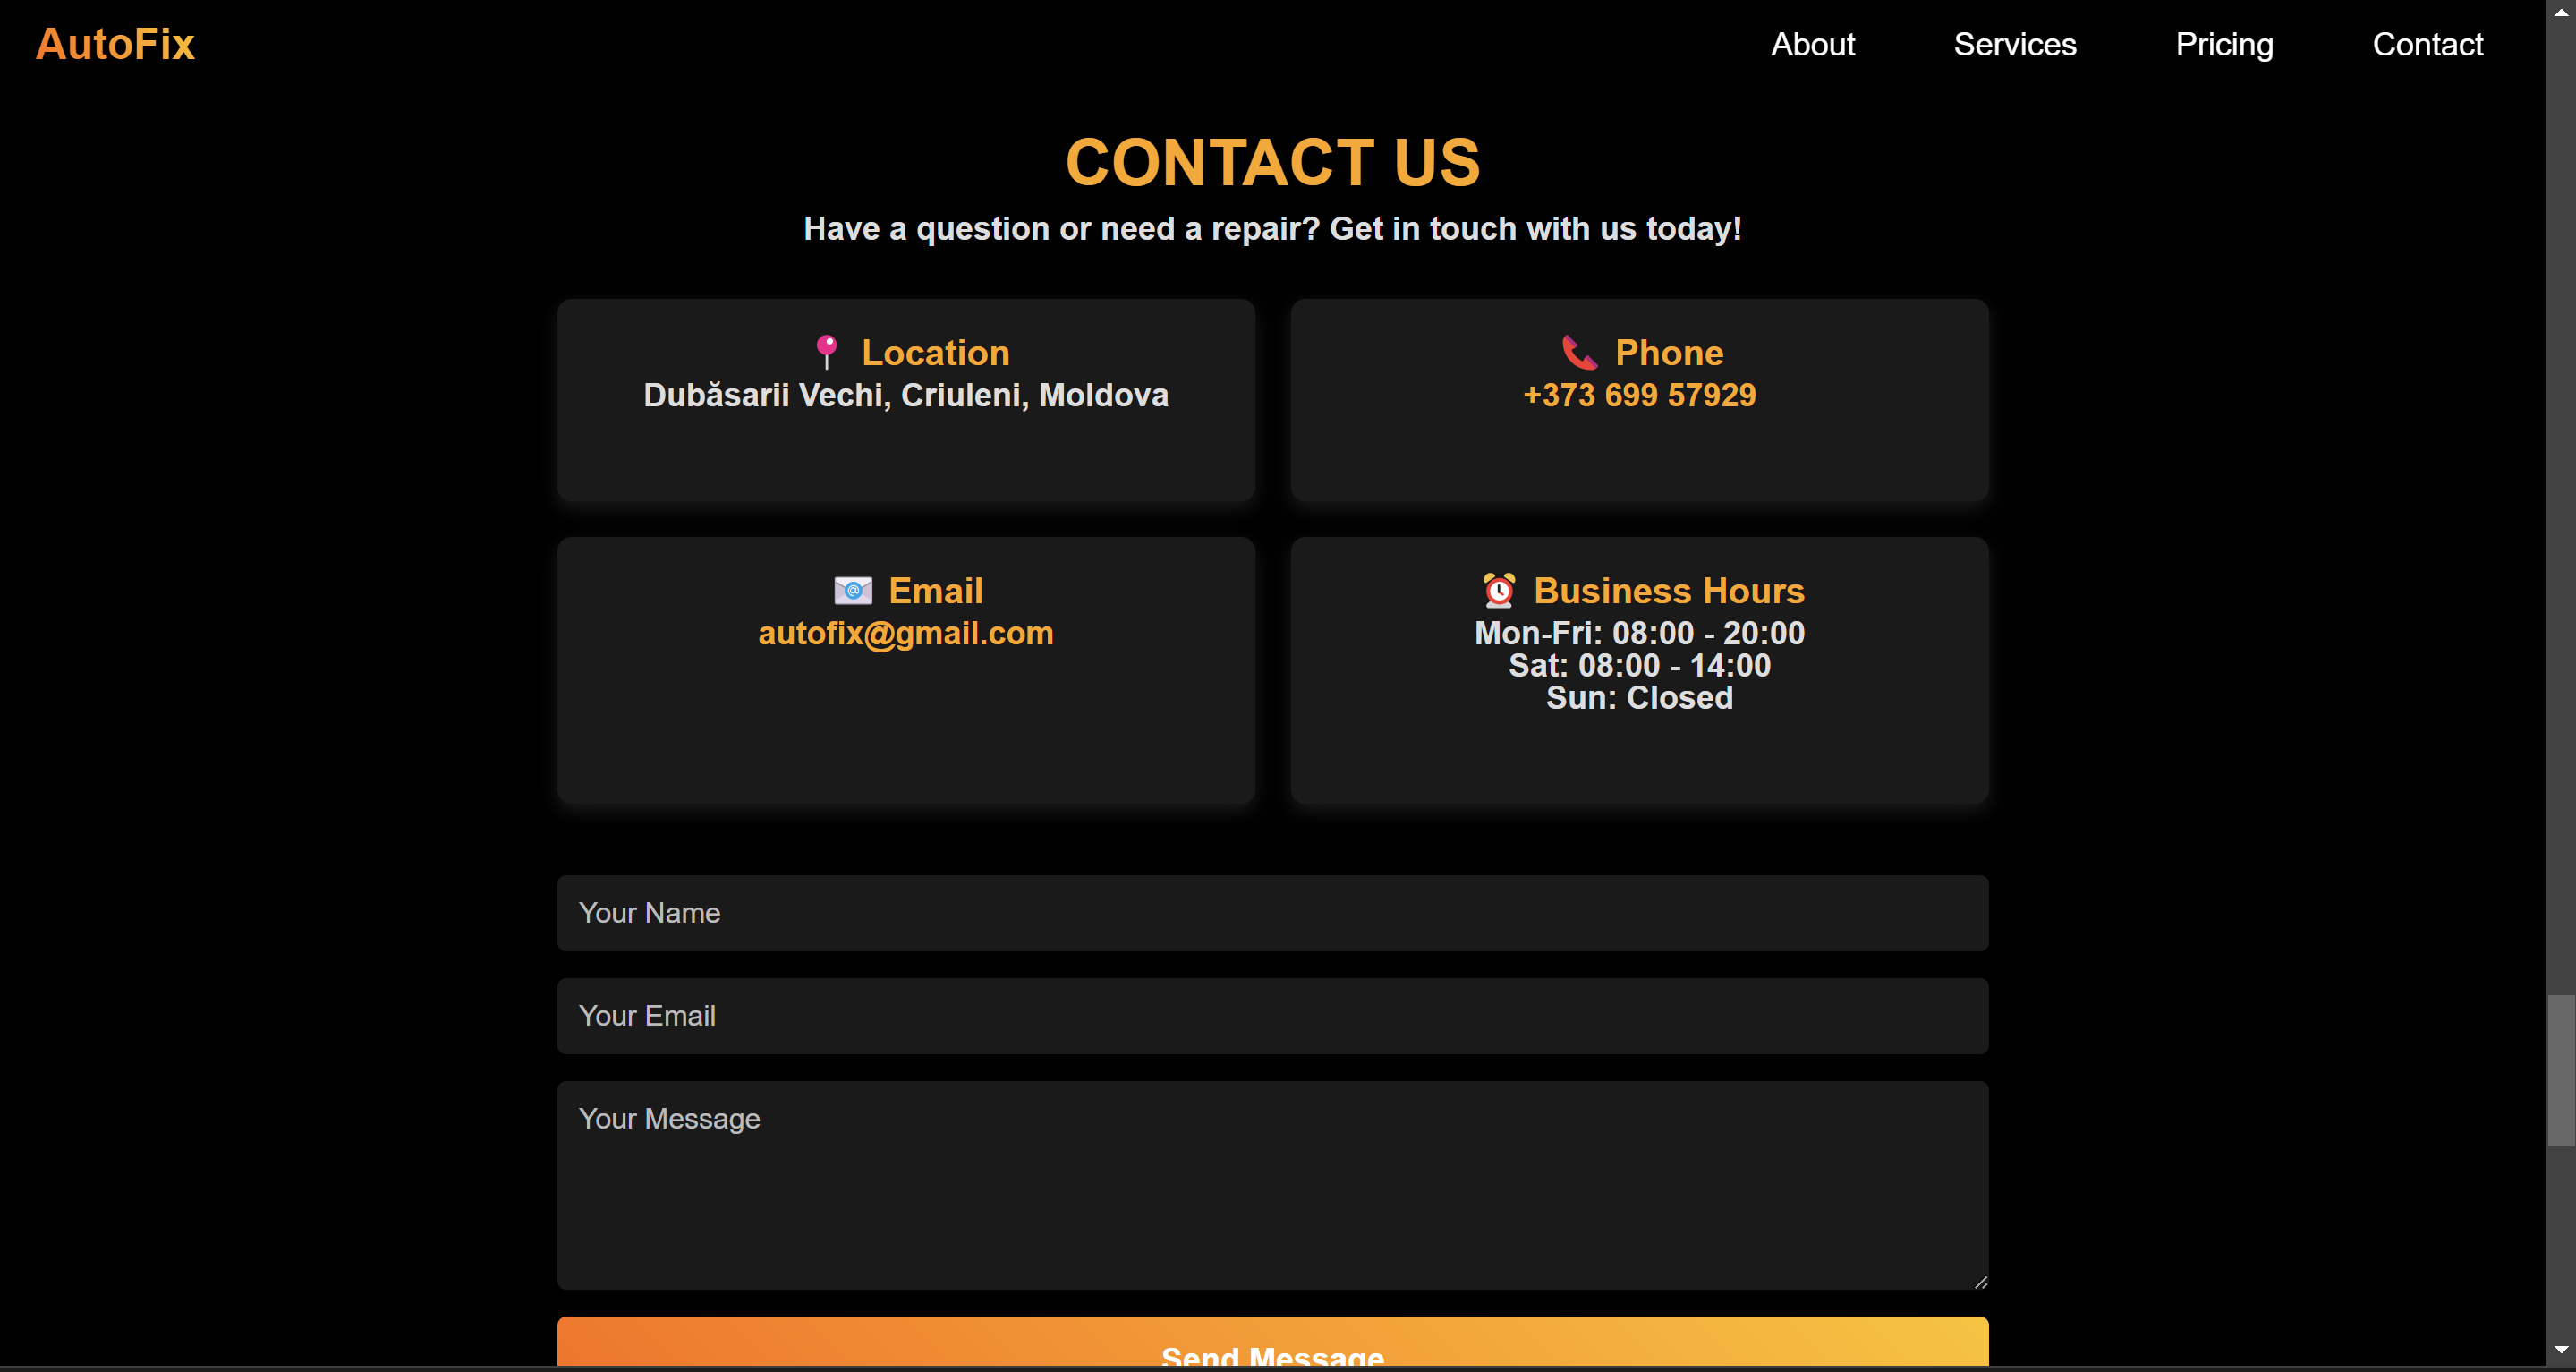 AutoFix
About Services Pricing Contact
CONTACT US
Have a question or need a repair? Get in touch with us today!
Location
Dubăsarii Vechi, Criuleni, Moldova
Phone
+373 699 57929
Email
autofix@gmail.com
Business Hours
Mon-Fri: 08:00 - 20:00
Sat: 08:00 - 14:00
Sun: Closed
Your Name
Your Email
Your Message
Send Message